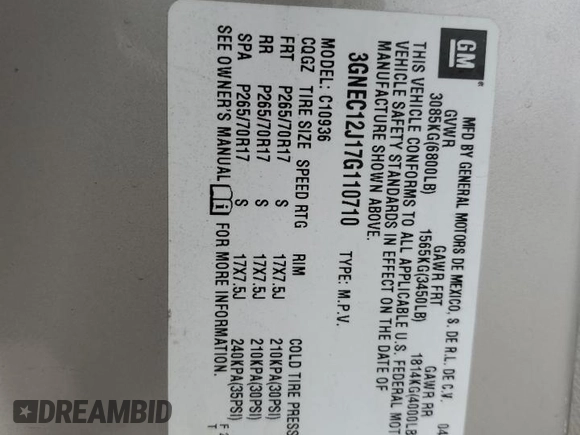 GM®
MFD BY GENERAL MOTORS DE MEXICO, S. DE R.L. DE C.V. 04
GVWR GAWR FRT GAWR RR
3085KG(6800LB) 1565KG(3450LB) 1814KG(4000LB
THIS VEHICLE CONFORMS TO ALL APPLICABLE U.S. FEDERAL MOT
VEHICLE SAFETY STANDARDS IN EFFECT ON THE DATE OF
MANUFACTURE SHOWN ABOVE.
3GNEC12J17G110710 TYPE: M.P.V.
MODEL: C10936
CQGZ TIRE SIZE SPEED RTG RIM COLD TIRE PRESS
FRT P265/70R17 S 17X7.5J 210KPA(30PSI)
RR P265/70R17 S 17X7.5J 210KPA(30PSI)
SPA P265/70R17 S 17X7.5J 240KPA(35PSI)
SEE OWNER'S MANUAL i FOR MORE INFORMATION.
DREAMBID